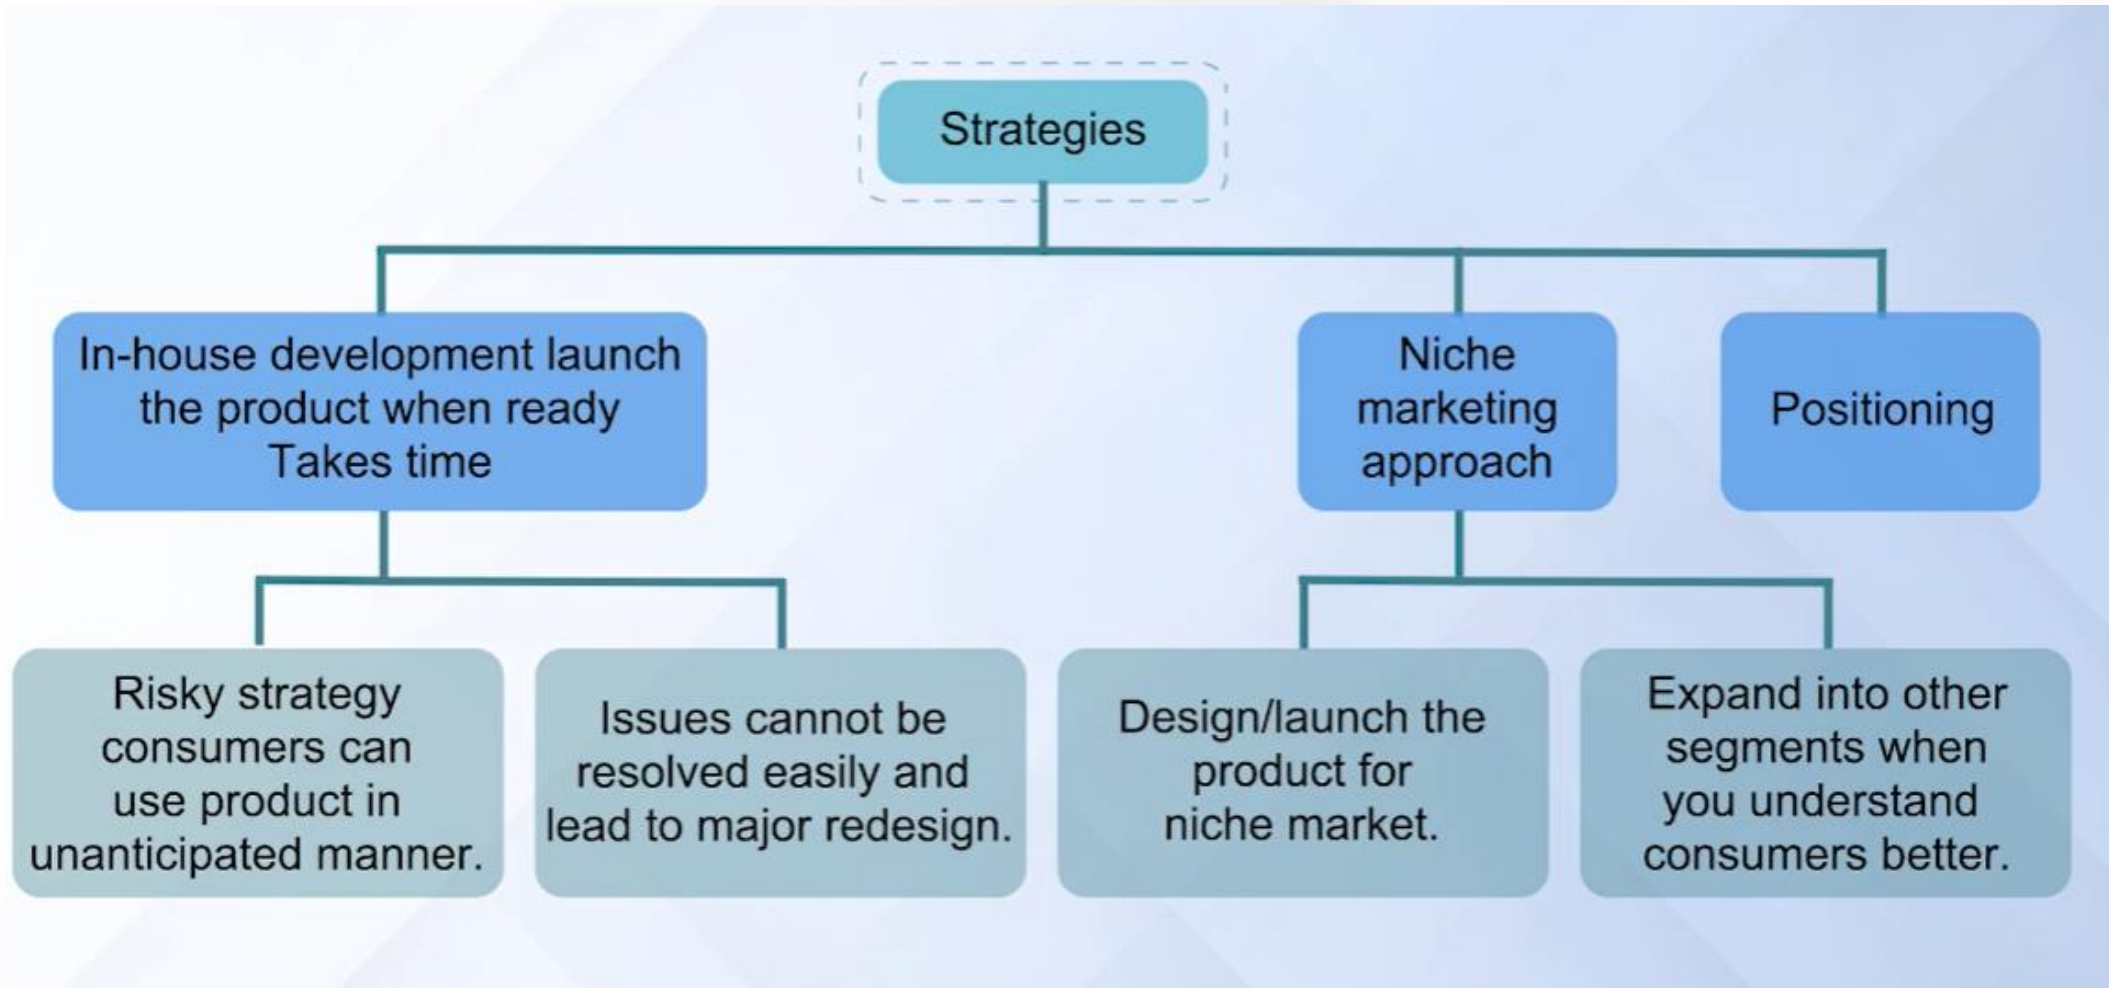 Strategies
In-house development launch
the product when ready
Takes time
Niche
marketing
approach
Positioning
Risky strategy
consumers can
use product in
unanticipated manner.
Issues cannot be
resolved easily and
lead to major redesign.
Design/launch the
product for
niche market.
Expand into other
segments when
you understand
consumers better.